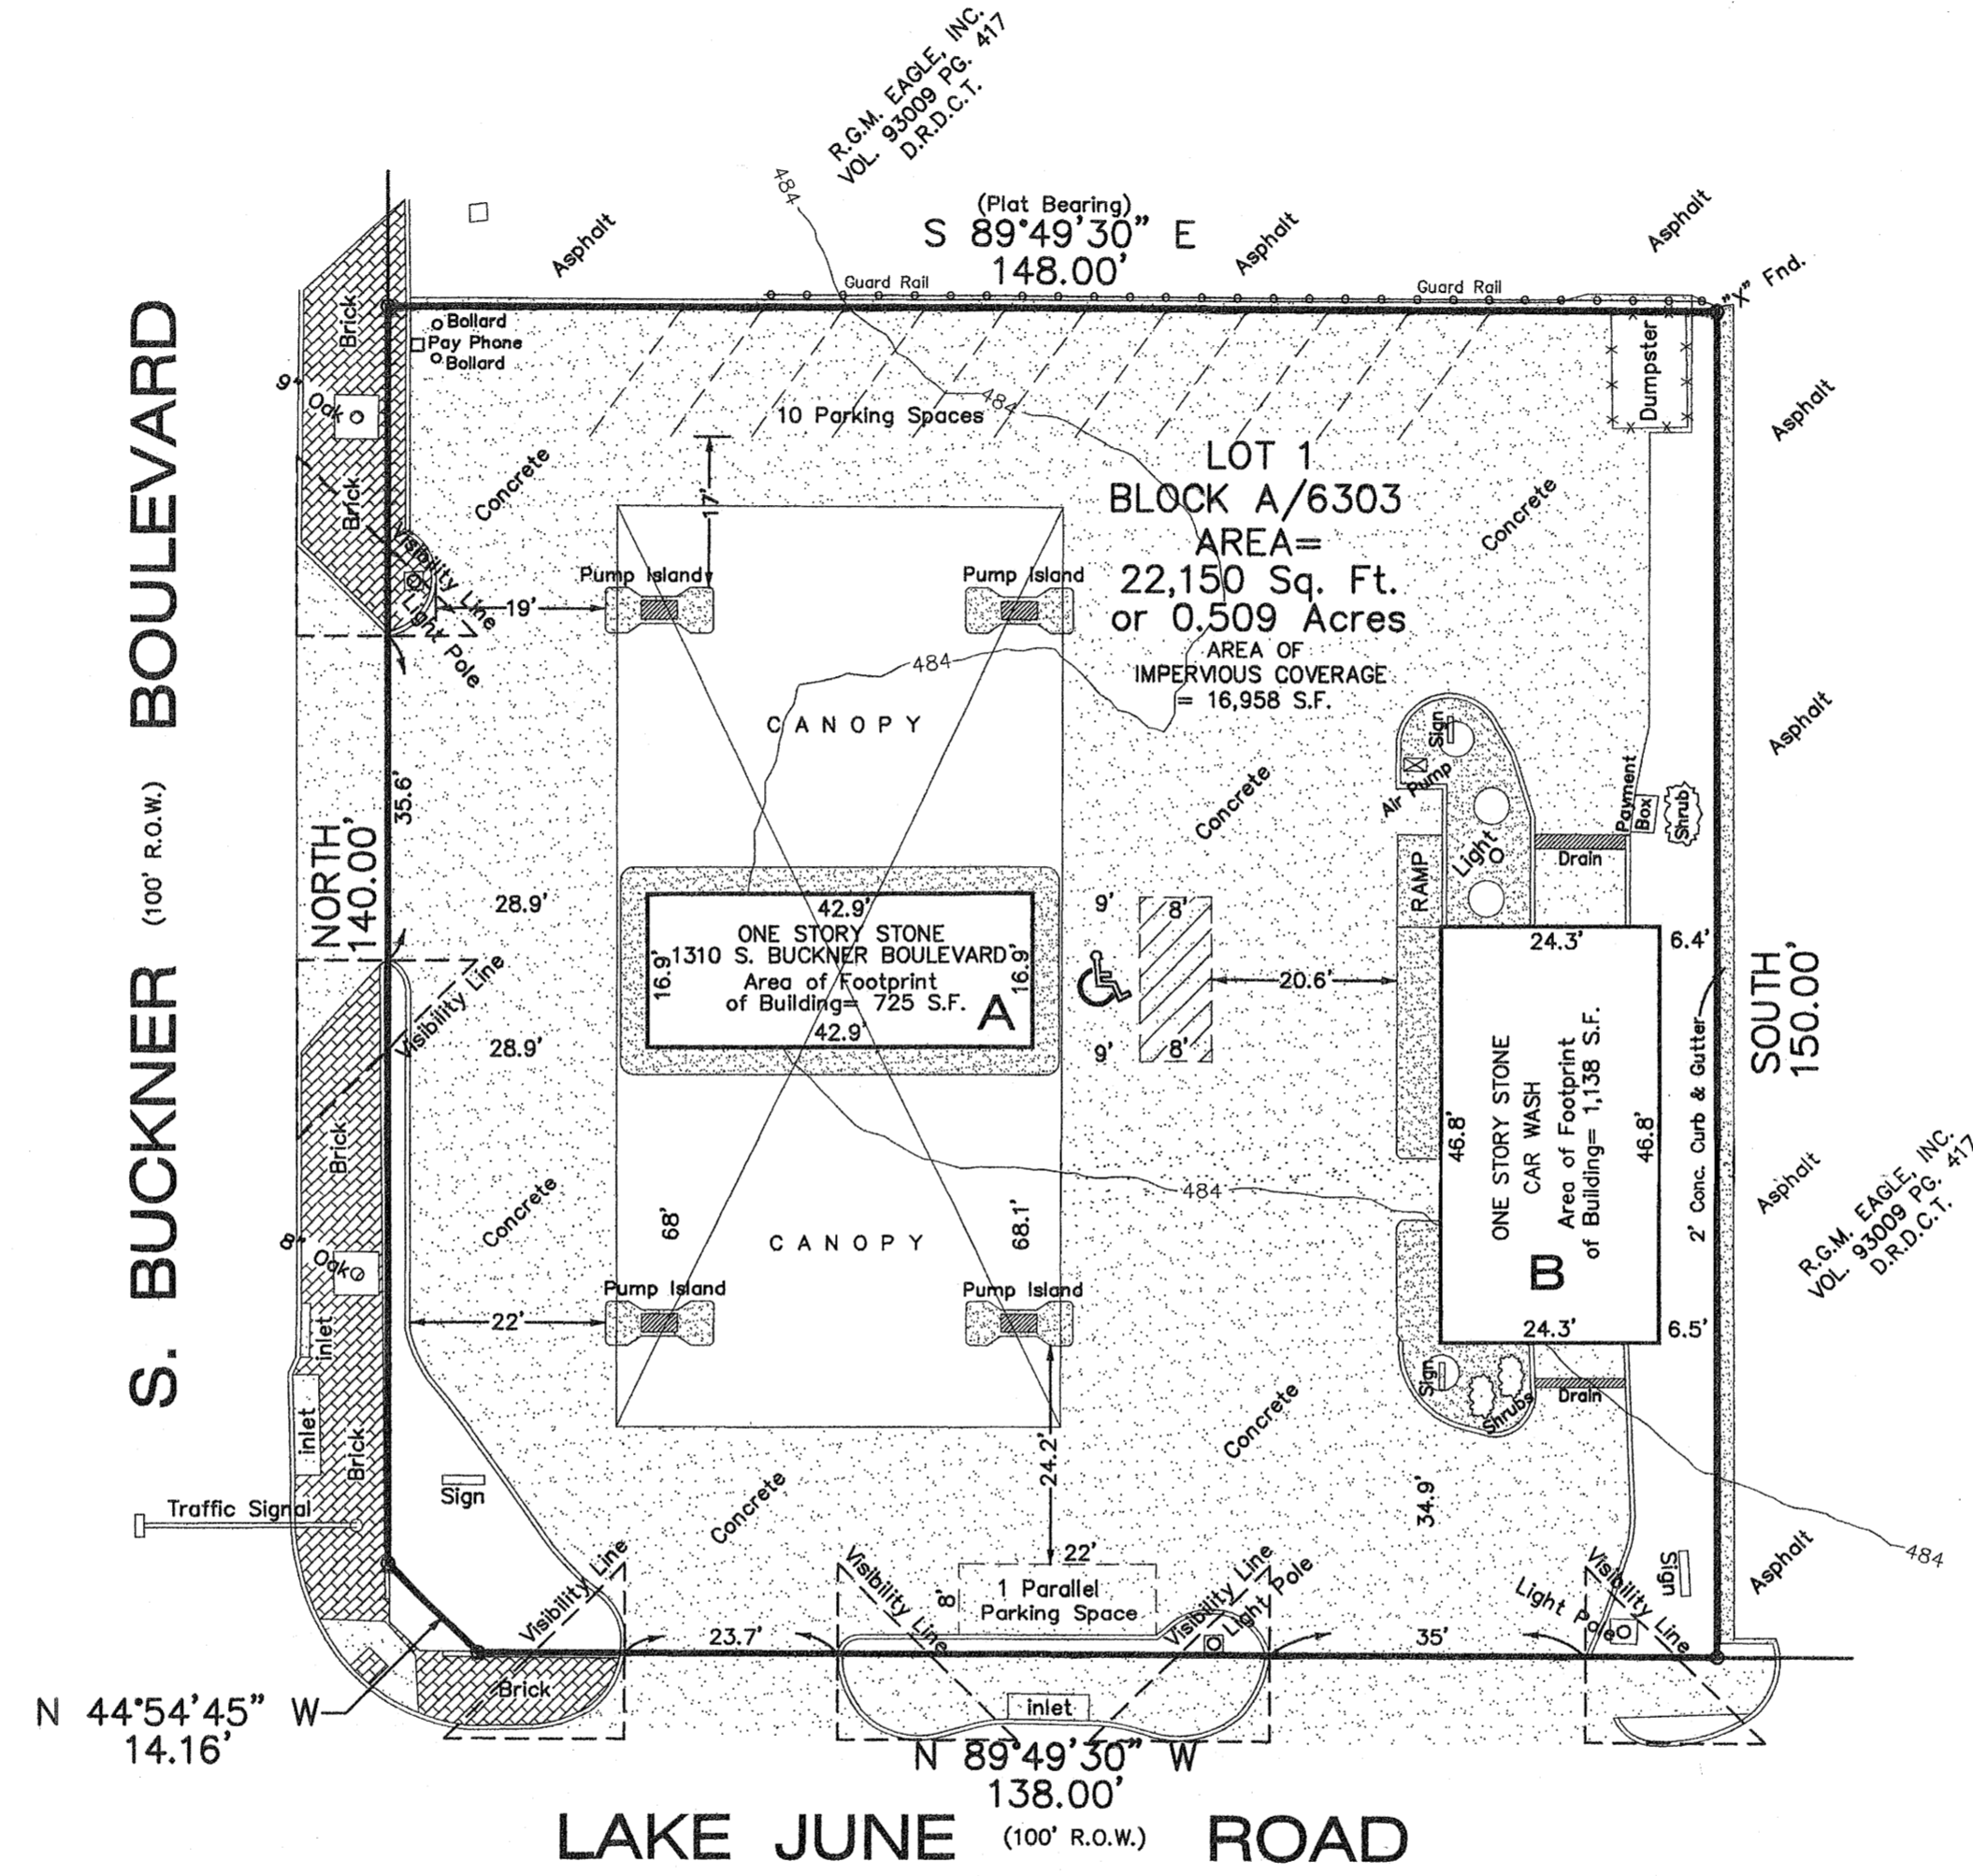 R.G.M. EAGLE, INC.
VOL. 93009 PG. 417
D.R.D.C.T.
484
(Plat Bearing)
S 89°49'30" E
148.00'
Asphalt
Asphalt
Asphalt
Guard Rail
Guard Rail
"X" Fnd.
Brick
Bollard
Pay Phone
Bollard
9" Oak
Dumpster
Asphalt
484
10 Parking Spaces
LOT 1
BLOCK A/6303
AREA=
22,150 Sq. Ft.
or 0.509 Acres
AREA OF
IMPERVIOUS COVERAGE
= 16,958 S.F.
Concrete
Concrete
17'
Brick
Visibility Line
Light Pole
19'
Pump Island
Pump Island
484
CANOPY
S. BUCKNER (100' R.O.W.) BOULEVARD
35.6'
NORTH
140.00'
Sign
Air Pump
Asphalt
Payment
Box
Shrub
Concrete
RAMP
Light
Drain
28.9'
42.9'
ONE STORY STONE
1310 S. BUCKNER BOULEVARD
Area of Footprint
of Building= 725 S.F.
A
16.9'
16.9'
42.9'
9'
8'
20.6'
9'
8'
28.9'
Visibility Line
24.3'
6.4'
ONE STORY STONE
CAR WASH
Area of Footprint
of Building= 1,138 S.F.
B
46.8'
46.8'
24.3'
6.5'
2' Conc. Curb & Gutter
SOUTH
150.00'
Brick
Concrete
484
68'
68.1'
CANOPY
Asphalt
R.G.M. EAGLE, INC.
VOL. 93009 PG. 417
D.R.D.C.T.
8" Oak
inlet
22'
Pump Island
Pump Island
Sign
Shrubs
Drain
inlet
Brick
Sign
Traffic Signal
Concrete
Concrete
24.2'
34.9'
484
Asphalt
Visibility Line
Visibility Line
22'
8'
1 Parallel
Parking Space
Visibility Line
Light Pole
Light Pole
Visibility Line
Sign
23.7'
35'
Brick
inlet
N 44°54'45" W
14.16'
N 89°49'30" W
138.00'
LAKE JUNE (100' R.O.W.) ROAD